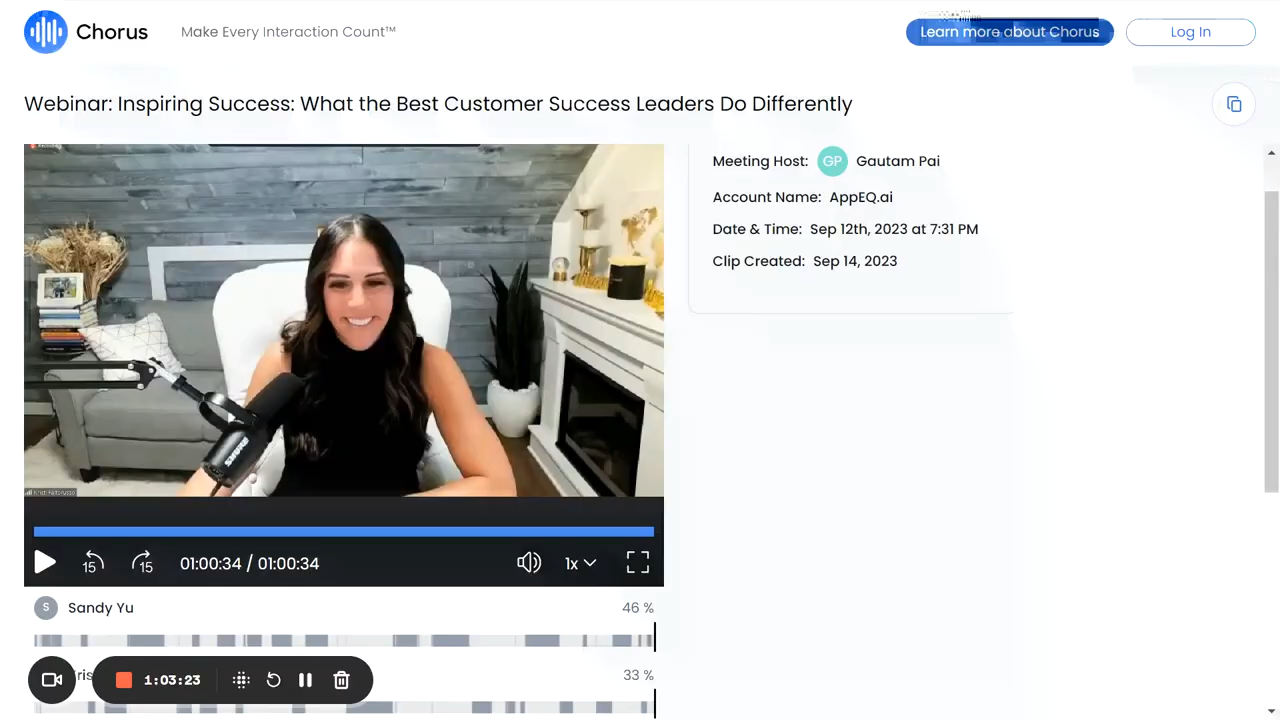 Chorus
Make Every Interaction Count™
Learn more about Chorus
Log In
Webinar: Inspiring Success: What the Best Customer Success Leaders Do Differently
Meeting Host: GP Gautam Pai
Account Name: AppEQ.ai
Date & Time: Sep 12th, 2023 at 7:31 PM
Clip Created: Sep 14, 2023
SHURE
15
15
01:00:34 / 01:00:34
1x
S Sandy Yu
46 %
33 %
1:03:23